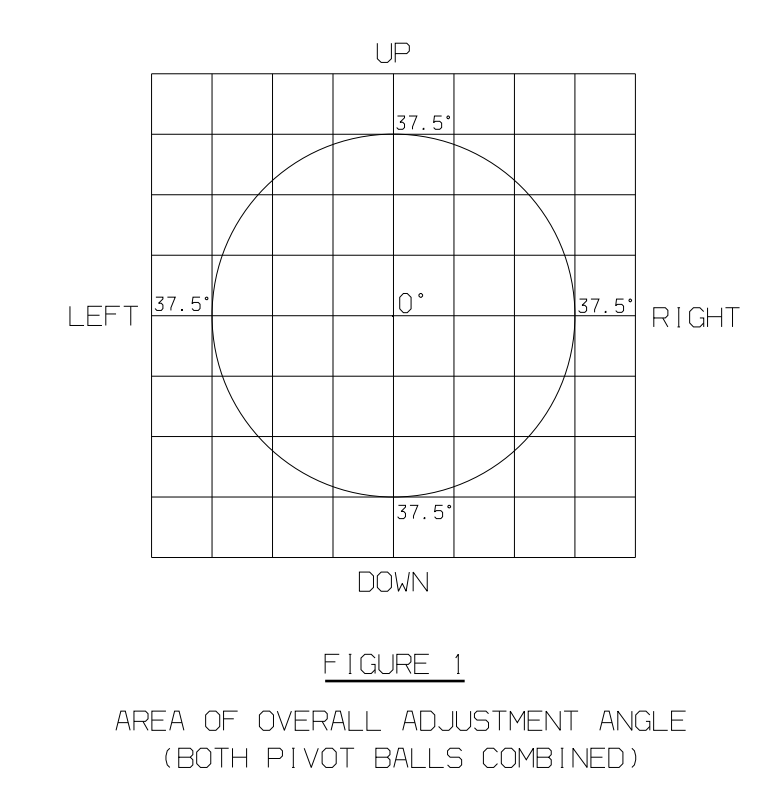 UP
37.5°
LEFT
37.5°
0°
37.5°
RIGHT
37.5°
DOWN
FIGURE 1
AREA OF OVERALL ADJUSTMENT ANGLE
(BOTH PIVOT BALLS COMBINED)